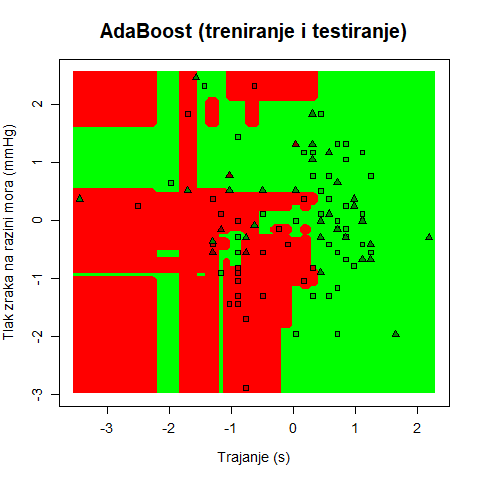 AdaBoost (treniranje i testiranje)
Tlak zraka na razini mora (mmHg)
2
1
0
-1
-2
-3
-3 -2 -1 0 1 2
Trajanje (s)